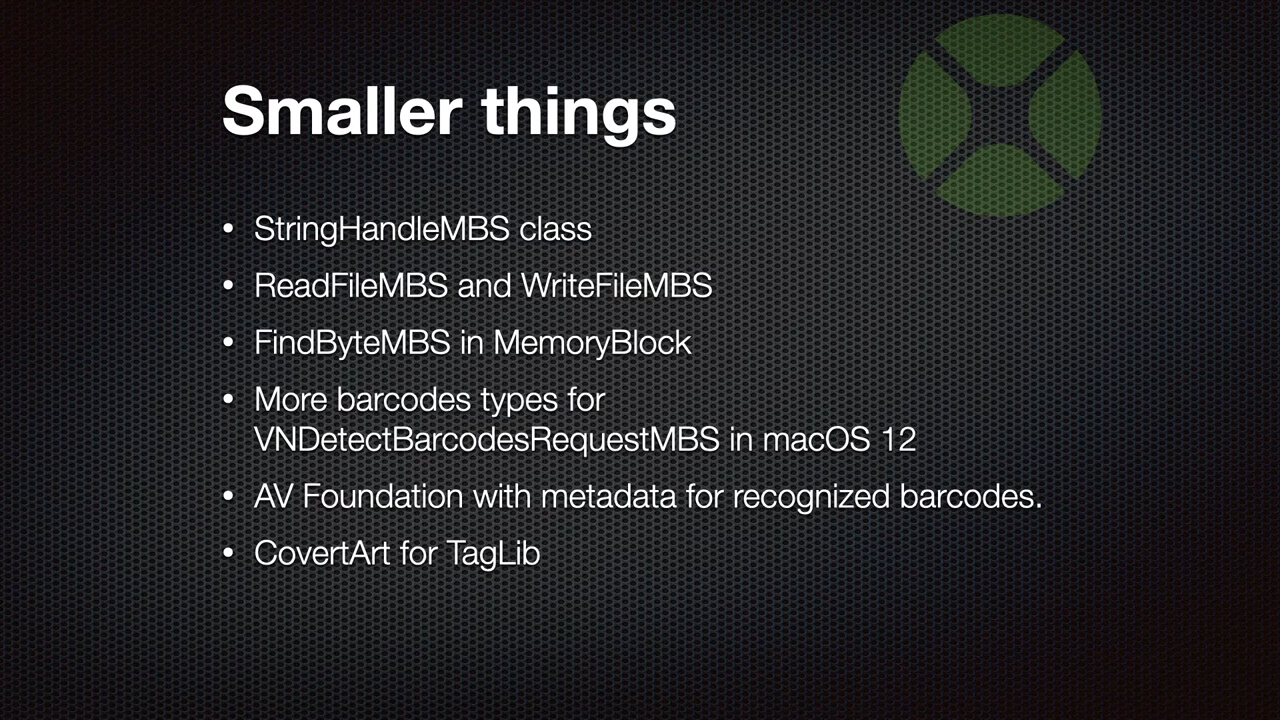 Smaller things
• StringHandleMBS class
• ReadFileMBS and WriteFileMBS
• FindByteMBS in MemoryBlock
• More barcodes types for
VNDetectBarcodesRequestMBS in macOS 12
• AV Foundation with metadata for recognized barcodes.
• CovertArt for TagLib